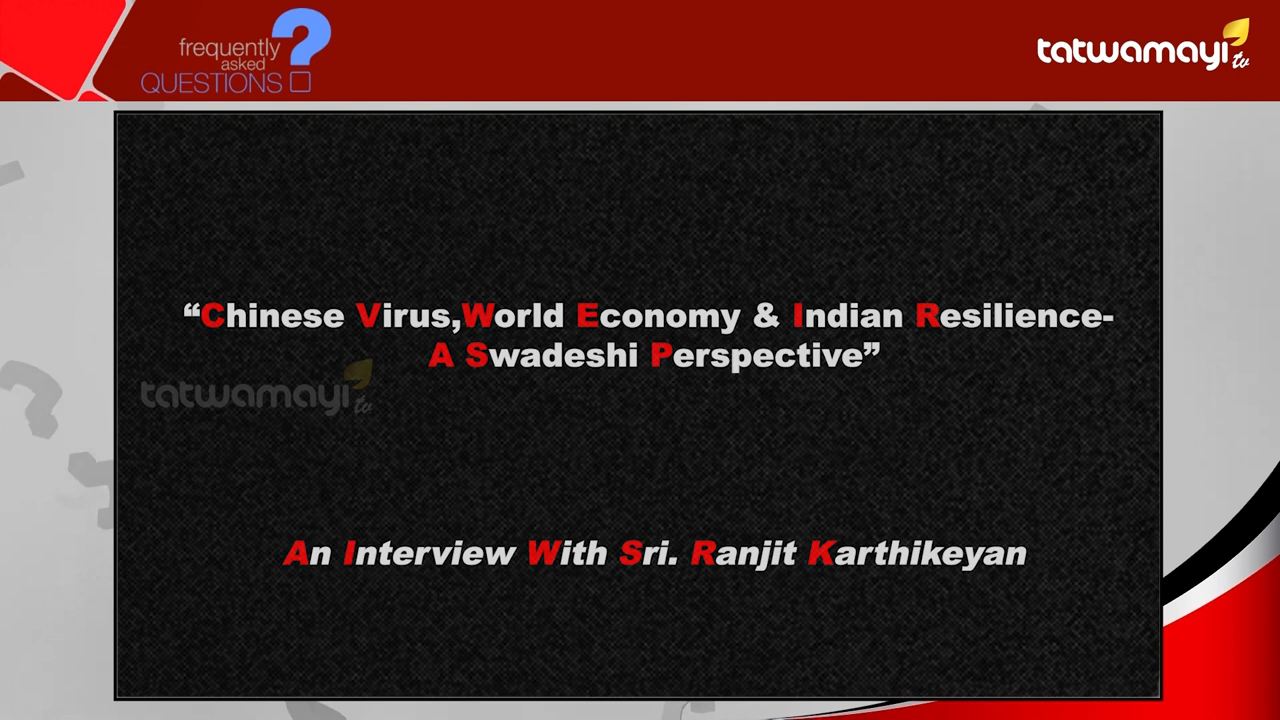 frequently
asked
QUESTIONS
tatwamayi tv
“Chinese Virus,World Economy & Indian Resilience-
A Swadeshi Perspective”
tatwamayi tv
An Interview With Sri. Ranjit Karthikeyan